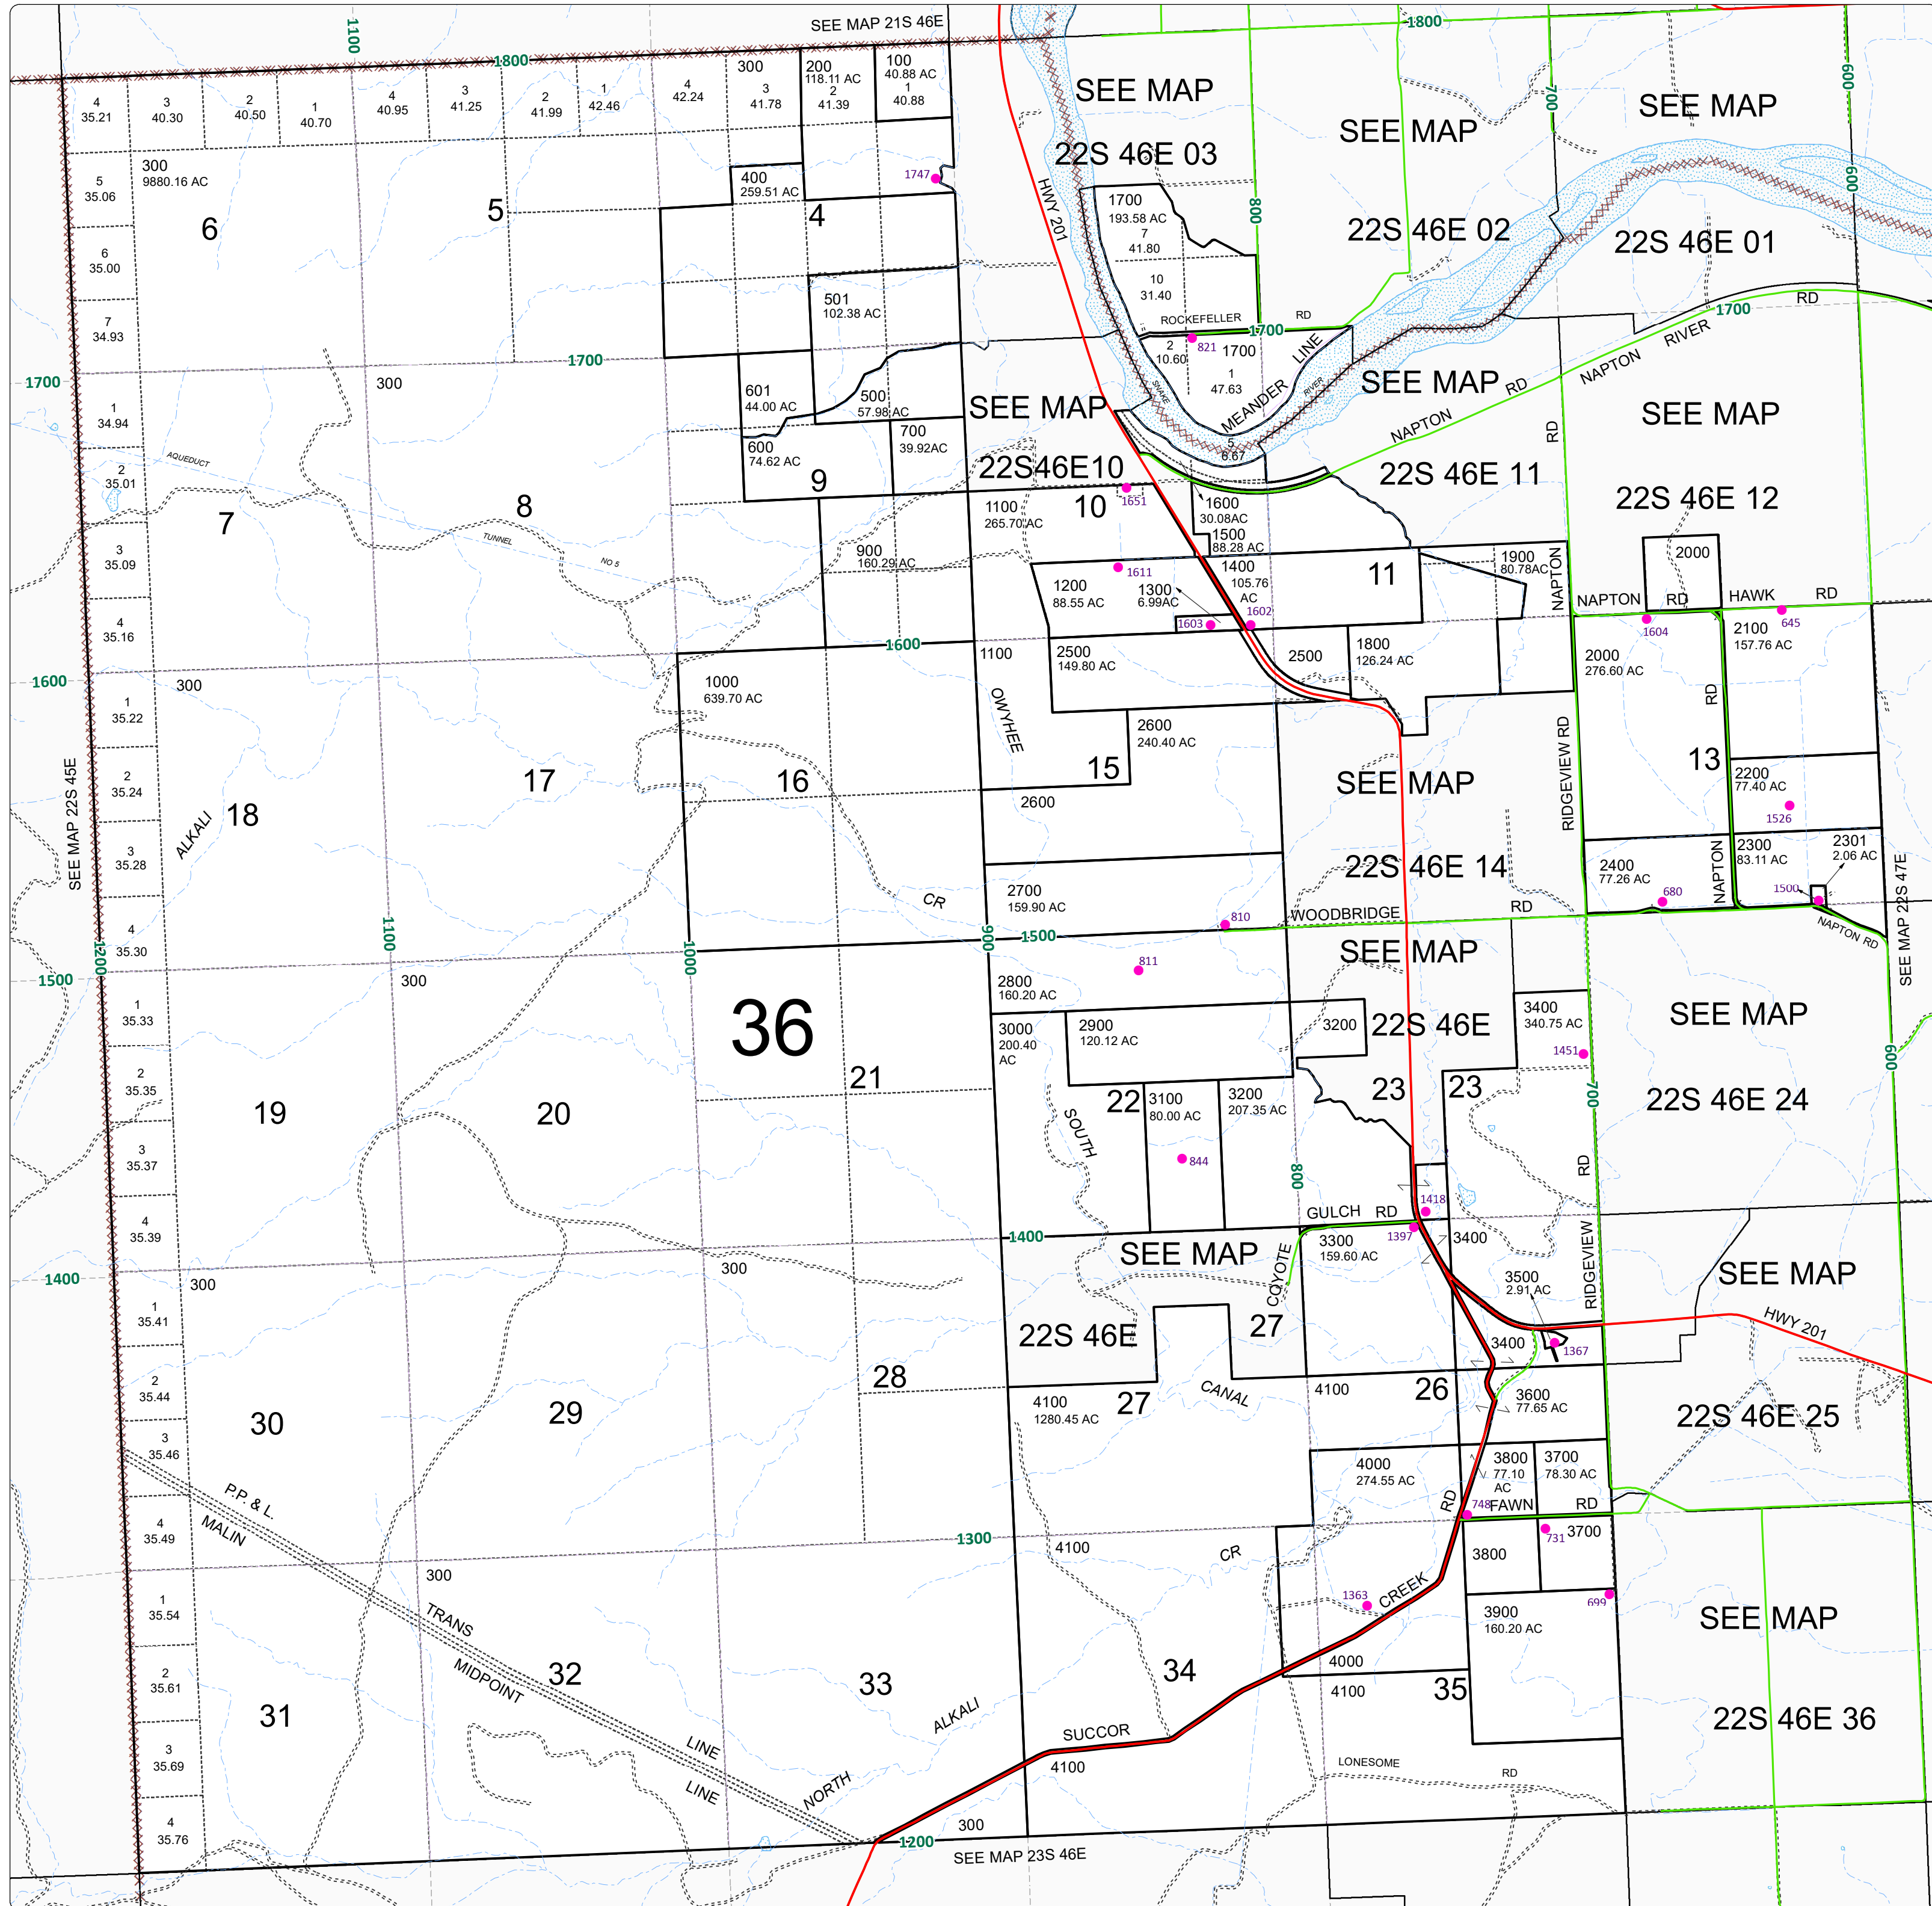 SEE MAP 21S 46E
1100
1800
1800
700
600
SEE MAP
22S 46E 03
SEE MAP
22S 46E 02
SEE MAP
22S 46E 01
4
35.21
3
40.30
2
40.50
1
40.70
4
40.95
3
41.25
2
41.99
1
42.46
4
42.24
300
3
41.78
200
118.11 AC
2
41.39
100
40.88 AC
1
40.88
5
35.06
300
9880.16 AC
6
5
400
259.51 AC
4
1747
HWY 201
1700
193.58 AC
7
41.80
800
600
6
35.00
10
31.40
501
102.38 AC
7
34.93
ROCKEFELLER
RD
1700
821
2
10.60
1700
1
47.63
MEANDER
LINE
SNAKE
RIVER
5
6.67
NAPTON
RIVER
RD
1700
NAPTON
RD
1700
1700
300
1
34.94
601
44.00 AC
500
57.98 AC
700
39.92AC
600
74.62 AC
9
SEE MAP
22S46E10
SEE MAP
22S 46E 11
SEE MAP
22S 46E 12
RD
NAPTON
AQUEDUCT
2
35.01
7
8
TUNNEL
NO 5
3
35.09
900
160.29 AC
1100
265.70 AC
10
1651
1600
30.08AC
1500
88.28 AC
1400
105.76
AC
11
1900
80.78AC
2000
1200
88.55 AC
1611
1300
6.99AC
1603
1602
NAPTON
RD
HAWK
RD
1604
645
4
35.16
1600
1600
300
1100
2500
149.80 AC
2500
1800
126.24 AC
2000
276.60 AC
2100
157.76 AC
1000
639.70 AC
OWYHEE
RD
RIDGEVIEW RD
1
35.22
2600
240.40 AC
15
13
SEE MAP 22S 45E
2
35.24
17
16
2600
SEE MAP
22S 46E 14
2200
77.40 AC
1526
ALKALI
18
3
35.28
CR
2700
159.90 AC
810
WOODBRIDGE
RD
2400
77.26 AC
680
NAPTON
2300
83.11 AC
2301
2.06 AC
1500
NAPTON RD
SEE MAP 22S 47E
4
35.30
1200
1100
1000
900
1500
1500
300
811
2800
160.20 AC
SEE MAP
22S 46E
23
1
35.33
36
3000
200.40
AC
2900
120.12 AC
3200
3400
340.75 AC
1451
SEE MAP
22S 46E 24
600
700
2
35.35
19
20
21
22
3100
80.00 AC
3200
207.35 AC
23
SOUTH
844
3
35.37
800
RD
4
35.39
1400
1400
300
300
GULCH
RD
1418
1397
3300
159.60 AC
3400
SEE MAP
22S 46E
27
COYOTE
3500
2.91 AC
RIDGEVIEW
SEE MAP
HWY 201
1
35.41
3400
1367
2
35.44
28
4100
1280.45 AC
27
CANAL
4100
26
3600
77.65 AC
22S 46E 25
30
29
3
35.46
P.P. & L.
MALIN
4000
274.55 AC
3800
77.10
AC
3700
78.30 AC
RD
748
FAWN
RD
4
35.49
1300
4100
CR
731
3700
3800
300
1
35.54
1363
CREEK
699
3900
160.20 AC
SEE MAP
22S 46E 36
TRANS
MIDPOINT
2
35.61
32
33
34
4000
4100
35
31
LINE
LINE
ALKALI
NORTH
SUCCOR
4100
3
35.69
LONESOME
RD
4
35.76
1200
300
SEE MAP 23S 46E